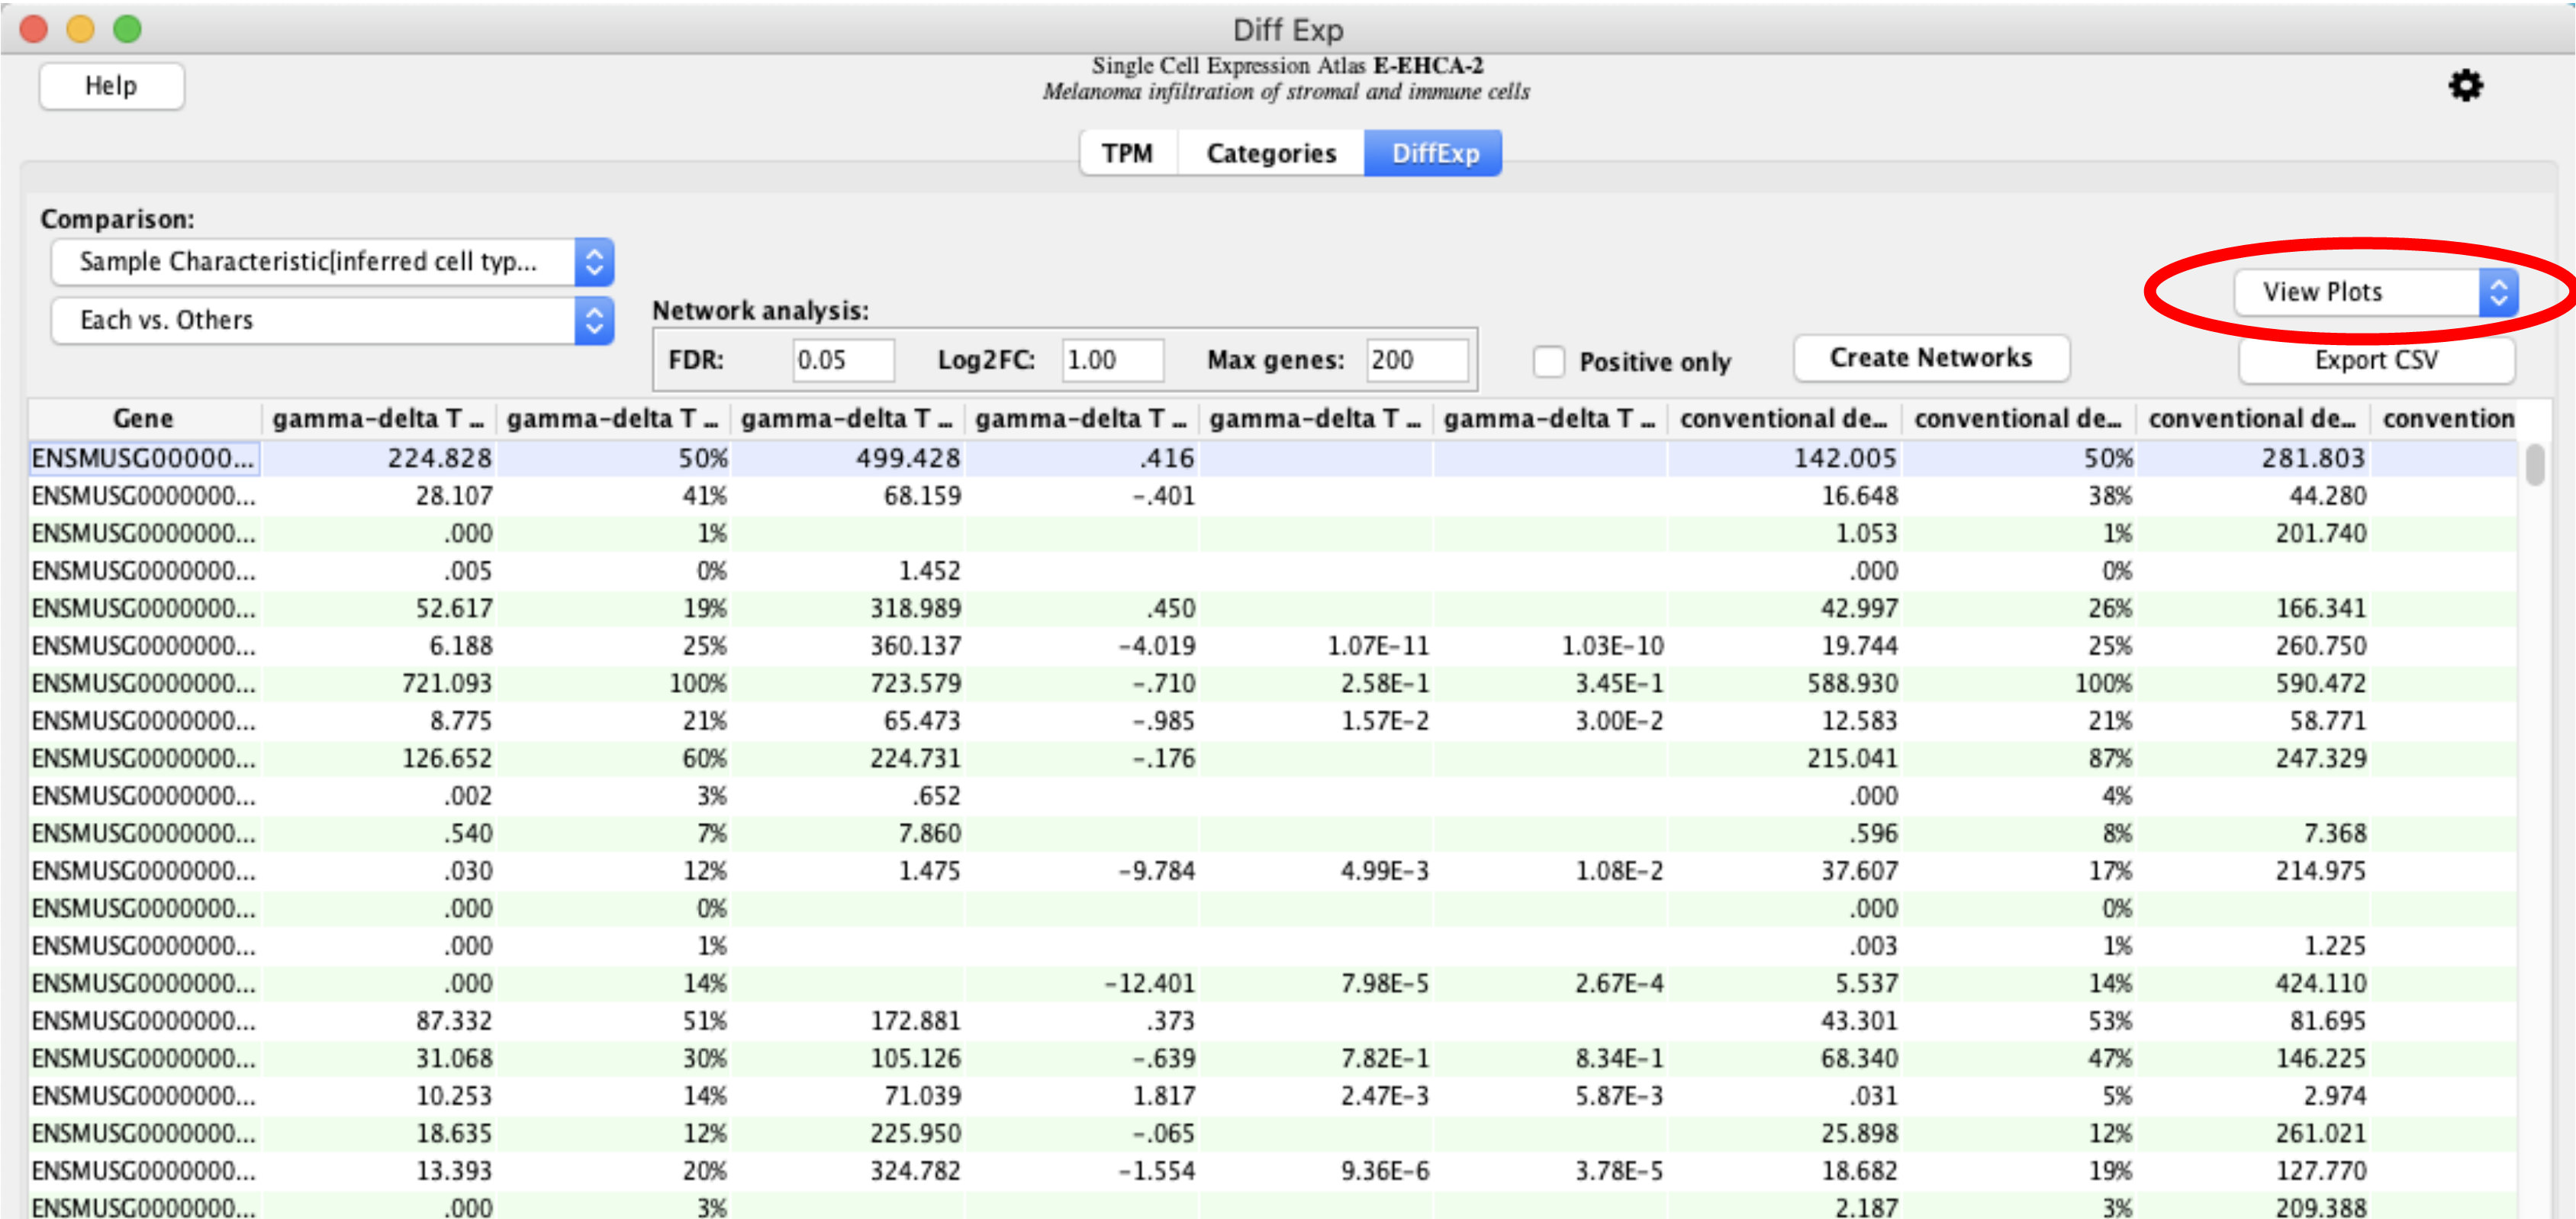 Diff Exp
Help
Single Cell Expression Atlas E-EHCA-2
Melanoma infiltration of stromal and immune cells
TPM Categories DiffExp
Comparison:
Sample Characteristic[inferred cell typ...
Each vs. Others
View Plots
Network analysis:
FDR: 0.05 Log2FC: 1.00 Max genes: 200
Positive only
Create Networks
Export CSV
Gene gamma-delta T ... gamma-delta T ... gamma-delta T ... gamma-delta T ... gamma-delta T ... gamma-delta T ... conventional de... conventional de... conventional de... convention
ENSMUSG00000... 224.828 50% 499.428 .416 142.005 50% 281.803
ENSMUSG0000000... 28.107 41% 68.159 -.401 16.648 38% 44.280
ENSMUSG0000000... .000 1% 1.053 1% 201.740
ENSMUSG0000000... .005 0% 1.452 .000 0%
ENSMUSG0000000... 52.617 19% 318.989 .450 42.997 26% 166.341
ENSMUSG0000000... 6.188 25% 360.137 -4.019 1.07E-11 1.03E-10 19.744 25% 260.750
ENSMUSG0000000... 721.093 100% 723.579 -.710 2.58E-1 3.45E-1 588.930 100% 590.472
ENSMUSG0000000... 8.775 21% 65.473 -.985 1.57E-2 3.00E-2 12.583 21% 58.771
ENSMUSG0000000... 126.652 60% 224.731 -.176 215.041 87% 247.329
ENSMUSG0000000... .002 3% .652 .000 4%
ENSMUSG0000000... .540 7% 7.860 .596 8% 7.368
ENSMUSG0000000... .030 12% 1.475 -9.784 4.99E-3 1.08E-2 37.607 17% 214.975
ENSMUSG0000000... .000 0% .000 0%
ENSMUSG0000000... .000 1% .003 1% 1.225
ENSMUSG0000000... .000 14% -12.401 7.98E-5 2.67E-4 5.537 14% 424.110
ENSMUSG0000000... 87.332 51% 172.881 .373 43.301 53% 81.695
ENSMUSG0000000... 31.068 30% 105.126 -.639 7.82E-1 8.34E-1 68.340 47% 146.225
ENSMUSG0000000... 10.253 14% 71.039 1.817 2.47E-3 5.87E-3 .031 5% 2.974
ENSMUSG0000000... 18.635 12% 225.950 -.065 25.898 12% 261.021
ENSMUSG0000000... 13.393 20% 324.782 -1.554 9.36E-6 3.78E-5 18.682 19% 127.770
ENSMUSG0000000... .000 3% 2.187 3% 209.388